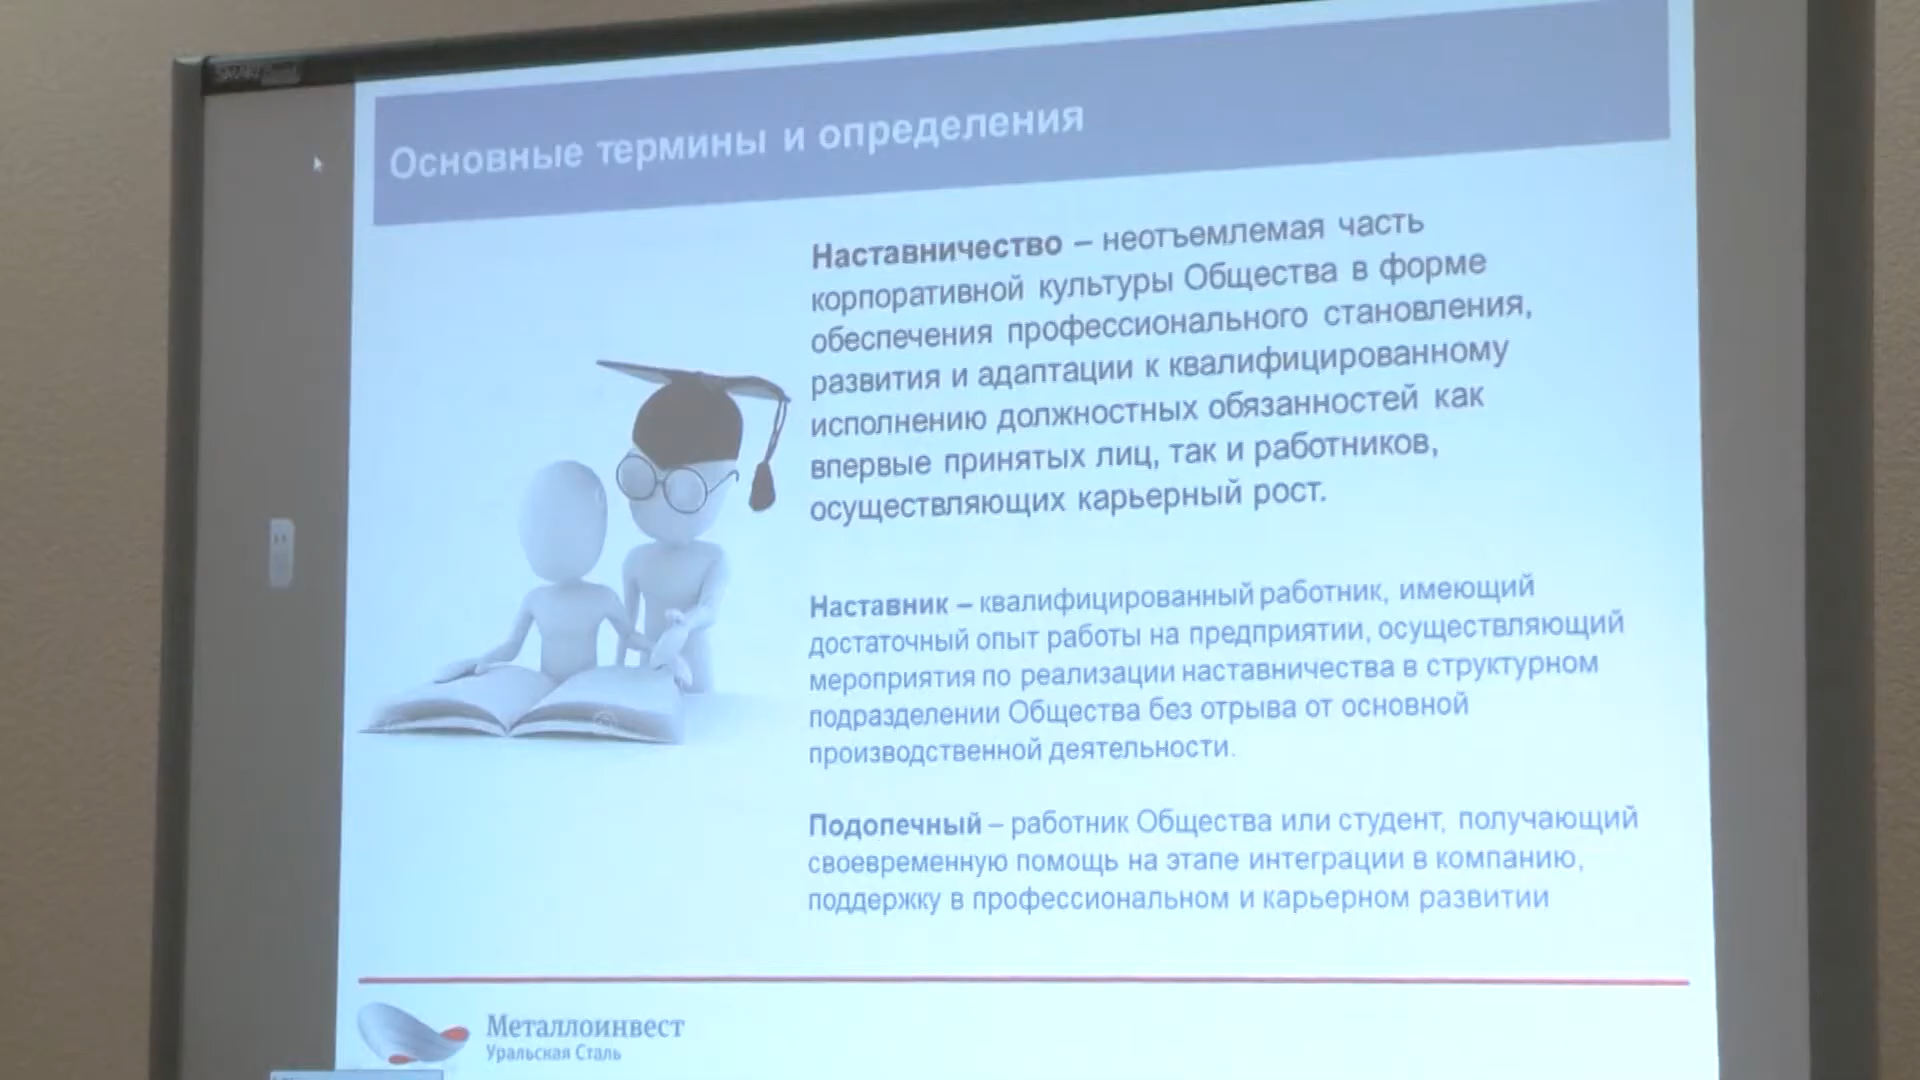 Основные термины и определения
Наставничество – неотъемлемая часть
корпоративной культуры Общества в форме
обеспечения профессионального становления,
развития и адаптации к квалифицированному
исполнению должностных обязанностей как
впервые принятых лиц, так и работников,
осуществляющих карьерный рост.
Наставник – квалифицированный работник, имеющий
достаточный опыт работы на предприятии, осуществляющий
мероприятия по реализации наставничества в структурном
подразделении Общества без отрыва от основной
производственной деятельности.
Подопечный – работник Общества или студент, получающий
своевременную помощь на этапе интеграции в компанию,
поддержку в профессиональном и карьерном развитии
Металлоинвест
Уральская Сталь